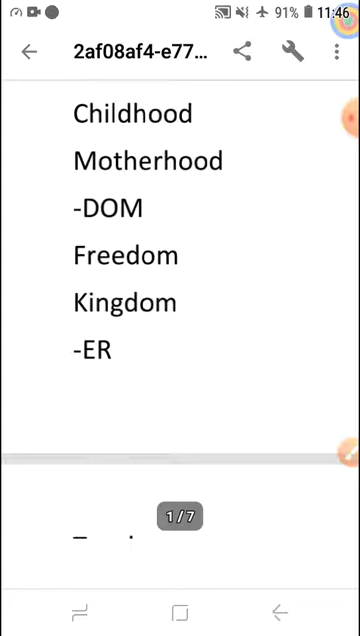 91% 11:46
2af08af4-e77...
Childhood
Motherhood
-DOM
Freedom
Kingdom
-ER
1/7